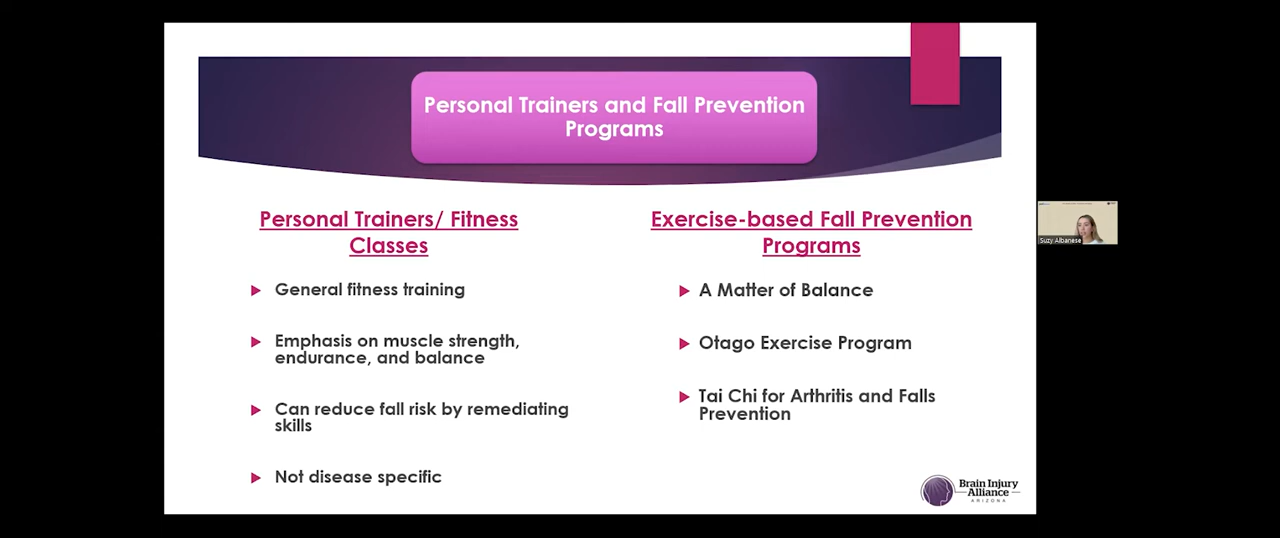 Personal Trainers and Fall Prevention
Programs
Personal Trainers/ Fitness
Classes
General fitness training
Emphasis on muscle strength,
endurance, and balance
Can reduce fall risk by remediating
skills
Not disease specific
Exercise-based Fall Prevention
Programs
A Matter of Balance
Otago Exercise Program
Tai Chi for Arthritis and Falls
Prevention
Suzy Albanese
Brain Injury
Alliance
ARIZONA